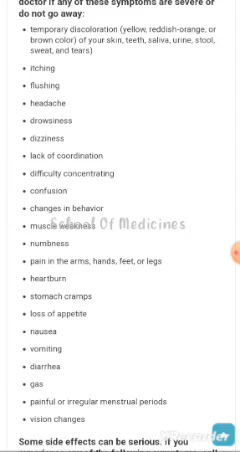 doctor if any of these symptoms are severe or
do not go away:
• temporary discoloration (yellow, reddish-orange, or
brown color) of your skin, teeth, saliva, urine, stool,
sweat, and tears)
• itching
• flushing
• headache
• drowsiness
• dizziness
• lack of coordination
• difficulty concentrating
• confusion
• changes in behavior
• muscle weakness
School Of Medicines
• numbness
• pain in the arms, hands, feet, or legs
• heartburn
• stomach cramps
• loss of appetite
• nausea
• vomiting
• diarrhea
• gas
• painful or irregular menstrual periods
• vision changes
Some side effects can be serious. If you